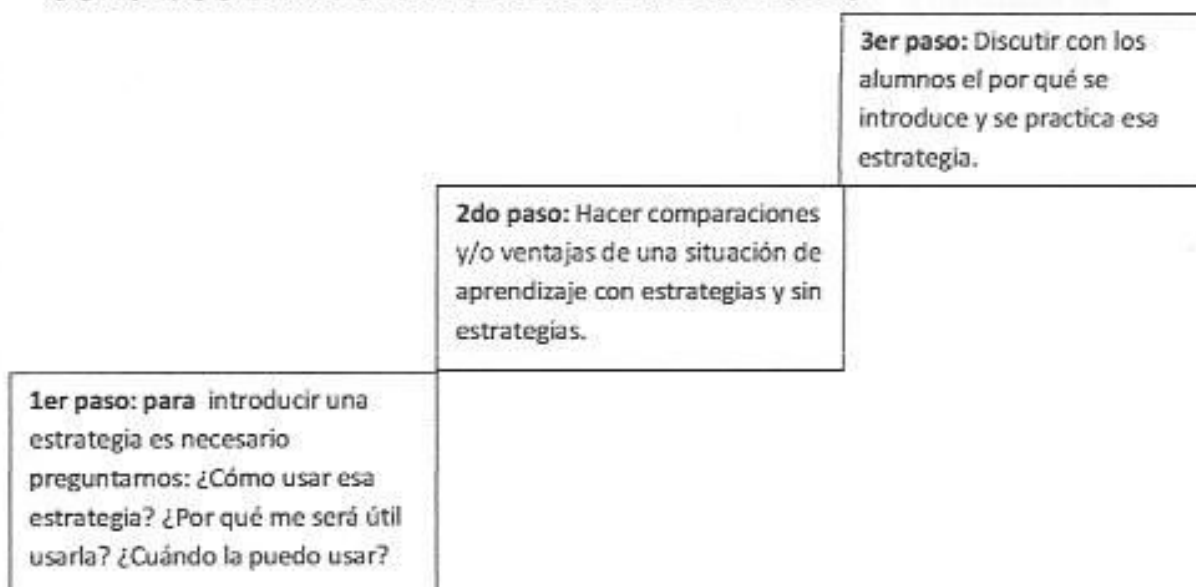 3er paso: Discutir con los
alumnos el por qué se
introduce y se practica esa
estrategia.
2do paso: Hacer comparaciones
y/o ventajas de una situación de
aprendizaje con estrategias y sin
estrategias.
1er paso: para introducir una
estrategia es necesario
preguntarnos: ¿Cómo usar esa
estrategia? ¿Por qué me será útil
usarla? ¿Cuándo la puedo usar?